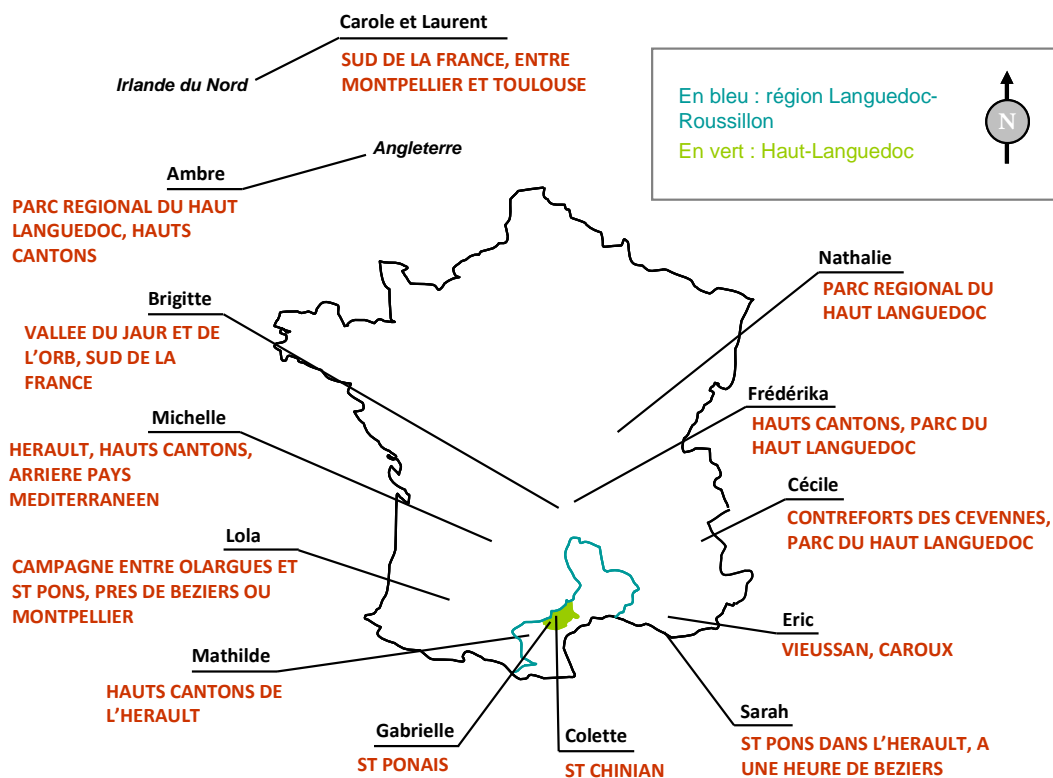 Carole et Laurent
SUD DE LA FRANCE, ENTRE
MONTPELLIER ET TOULOUSE
Irlande du Nord
En bleu : région Languedoc-
Roussillon
En vert : Haut-Languedoc
N
Angleterre
Ambre
PARC REGIONAL DU HAUT
LANGUEDOC, HAUTS
CANTONS
Nathalie
PARC REGIONAL DU
HAUT LANGUEDOC
Brigitte
VALLEE DU JAUR ET DE
L’ORB, SUD DE LA
FRANCE
Frédérika
HAUTS CANTONS, PARC DU
HAUT LANGUEDOC
Michelle
HERAULT, HAUTS CANTONS,
ARRIERE PAYS
MEDITERRANEEN
Cécile
CONTREFORTS DES CEVENNES,
PARC DU HAUT LANGUEDOC
Lola
CAMPAGNE ENTRE OLARGUES ET
ST PONS, PRES DE BEZIERS OU
MONTPELLIER
Eric
VIEUSSAN, CAROUX
Mathilde
HAUTS CANTONS DE
L’HERAULT
Gabrielle
ST PONAIS
Colette
ST CHINIAN
Sarah
ST PONS DANS L’HERAULT, A
UNE HEURE DE BEZIERS